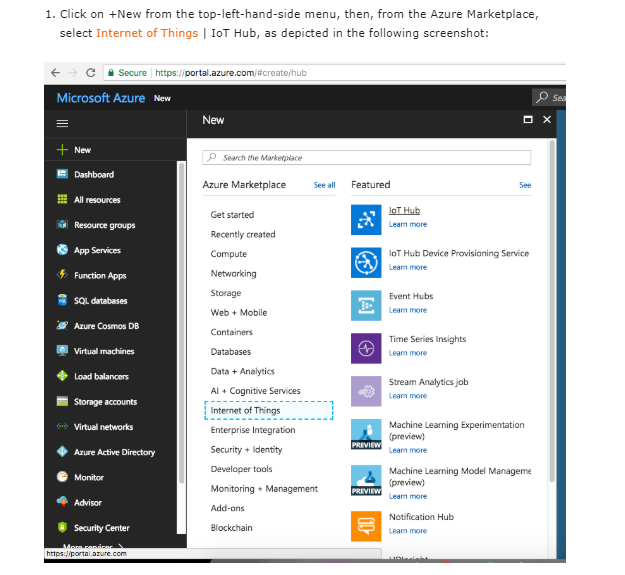 1. Click on +New from the top-left-hand-side menu, then, from the Azure Marketplace,
select Internet of Things | IoT Hub, as depicted in the following screenshot:
Secure https://portal.azure.com/#create/hub
Microsoft Azure New
Sea
New
New
Search the Marketplace
Dashboard
All resources
Resource groups
App Services
Function Apps
SQL databases
Azure Cosmos DB
Virtual machines
Load balancers
Storage accounts
Virtual networks
Azure Active Directory
Monitor
Advisor
Security Center
https://portal.azure.com
Azure Marketplace See all
Get started
Recently created
Compute
Networking
Storage
Web + Mobile
Containers
Databases
Data + Analytics
AI + Cognitive Services
Internet of Things
Enterprise Integration
Security + Identity
Developer tools
Monitoring + Management
Add-ons
Blockchain
Featured See
IoT Hub
Learn more
IoT Hub Device Provisioning Service
Learn more
Event Hubs
Learn more
Time Series Insights
Learn more
Stream Analytics job
Learn more
PREVIEW
Machine Learning Experimentation
(preview)
Learn more
PREVIEW
Machine Learning Model Manageme
(preview)
Learn more
Notification Hub
Learn more